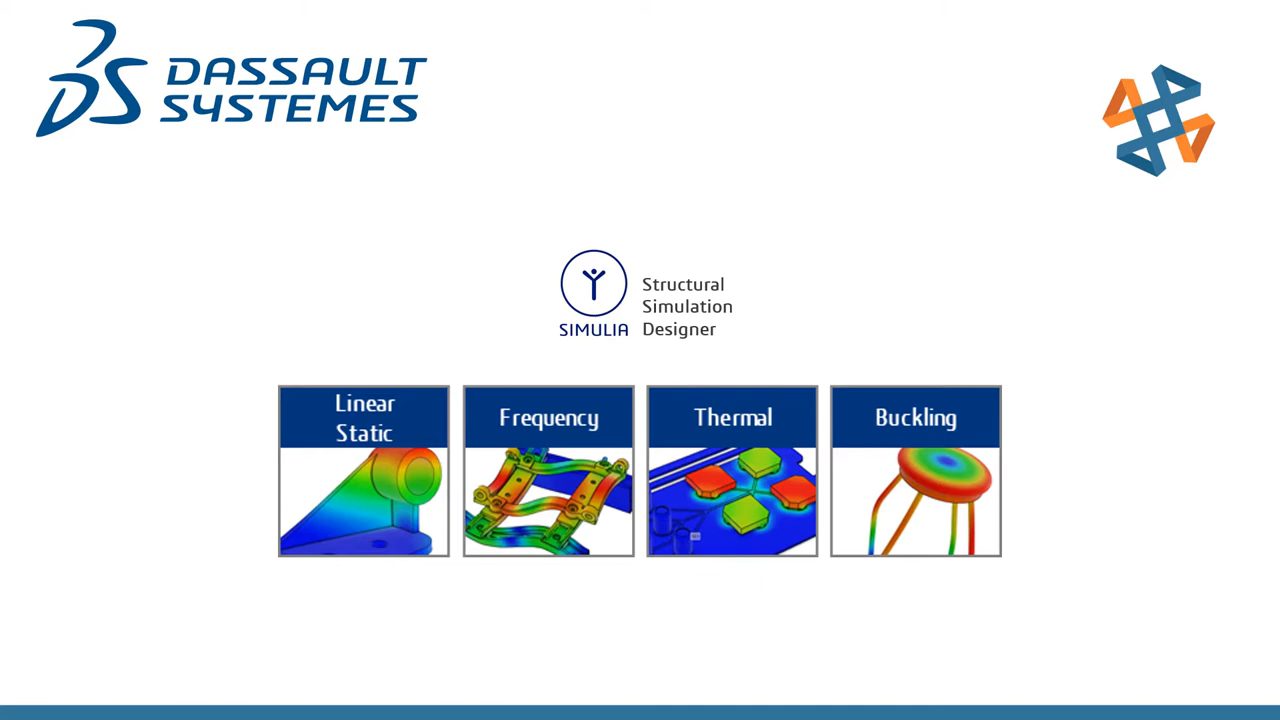 DASSAULT
SYSTEMES
SIMULIA
Structural
Simulation
Designer
Linear
Static
Frequency
Thermal
Buckling